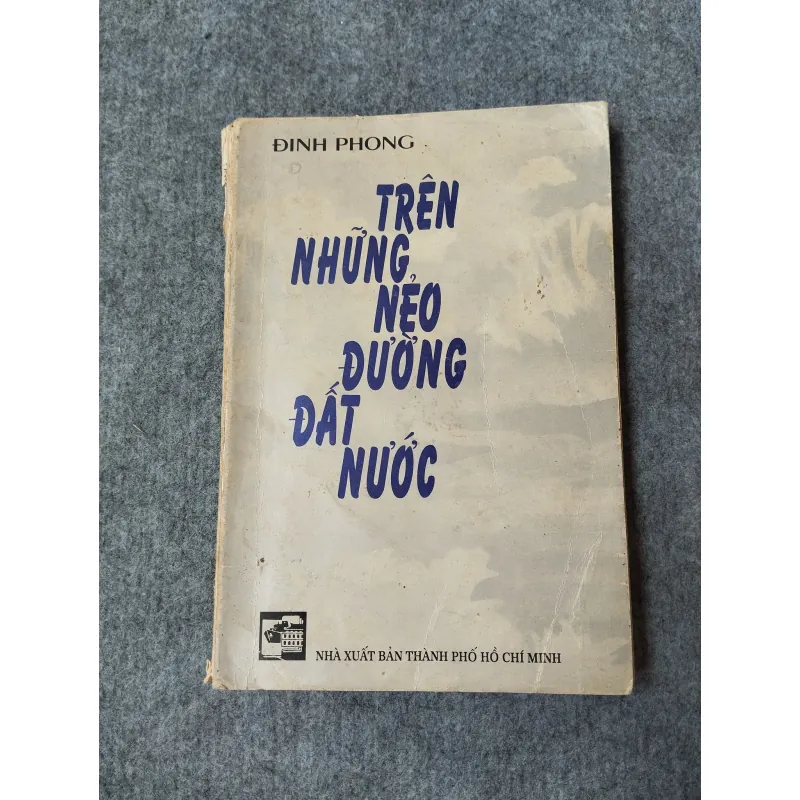 ĐINH PHONG
TRÊN
NHỮNG
NẺO
ĐƯỜNG
ĐẤT
NƯỚC
NHÀ XUẤT BẢN THÀNH PHỐ HỒ CHÍ MINH